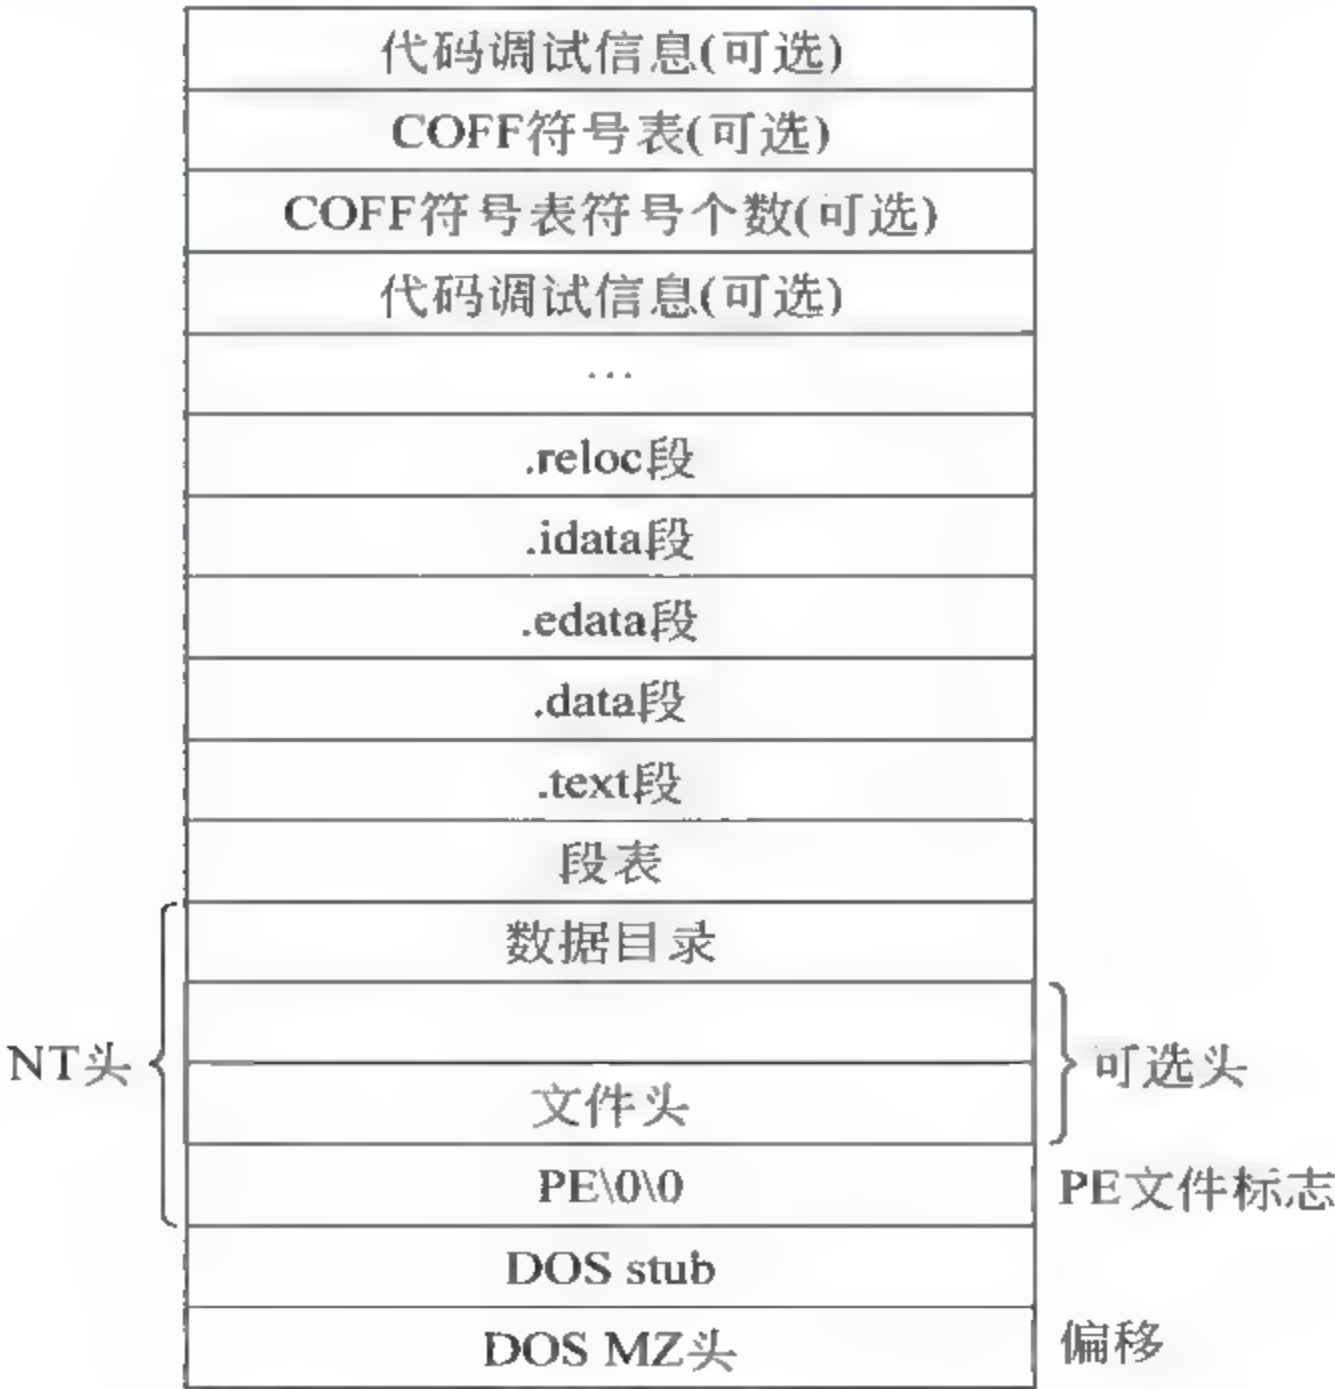 代码调试信息(可选)
COFF符号表(可选)
COFF符号表符号个数(可选)
代码调试信息(可选)
...
.reloc段
.idata段
.edata段
.data段
.text段
段表
数据目录
NT头
可选头
文件头
PE\0\0
PE文件标志
DOS stub
DOS MZ头
偏移